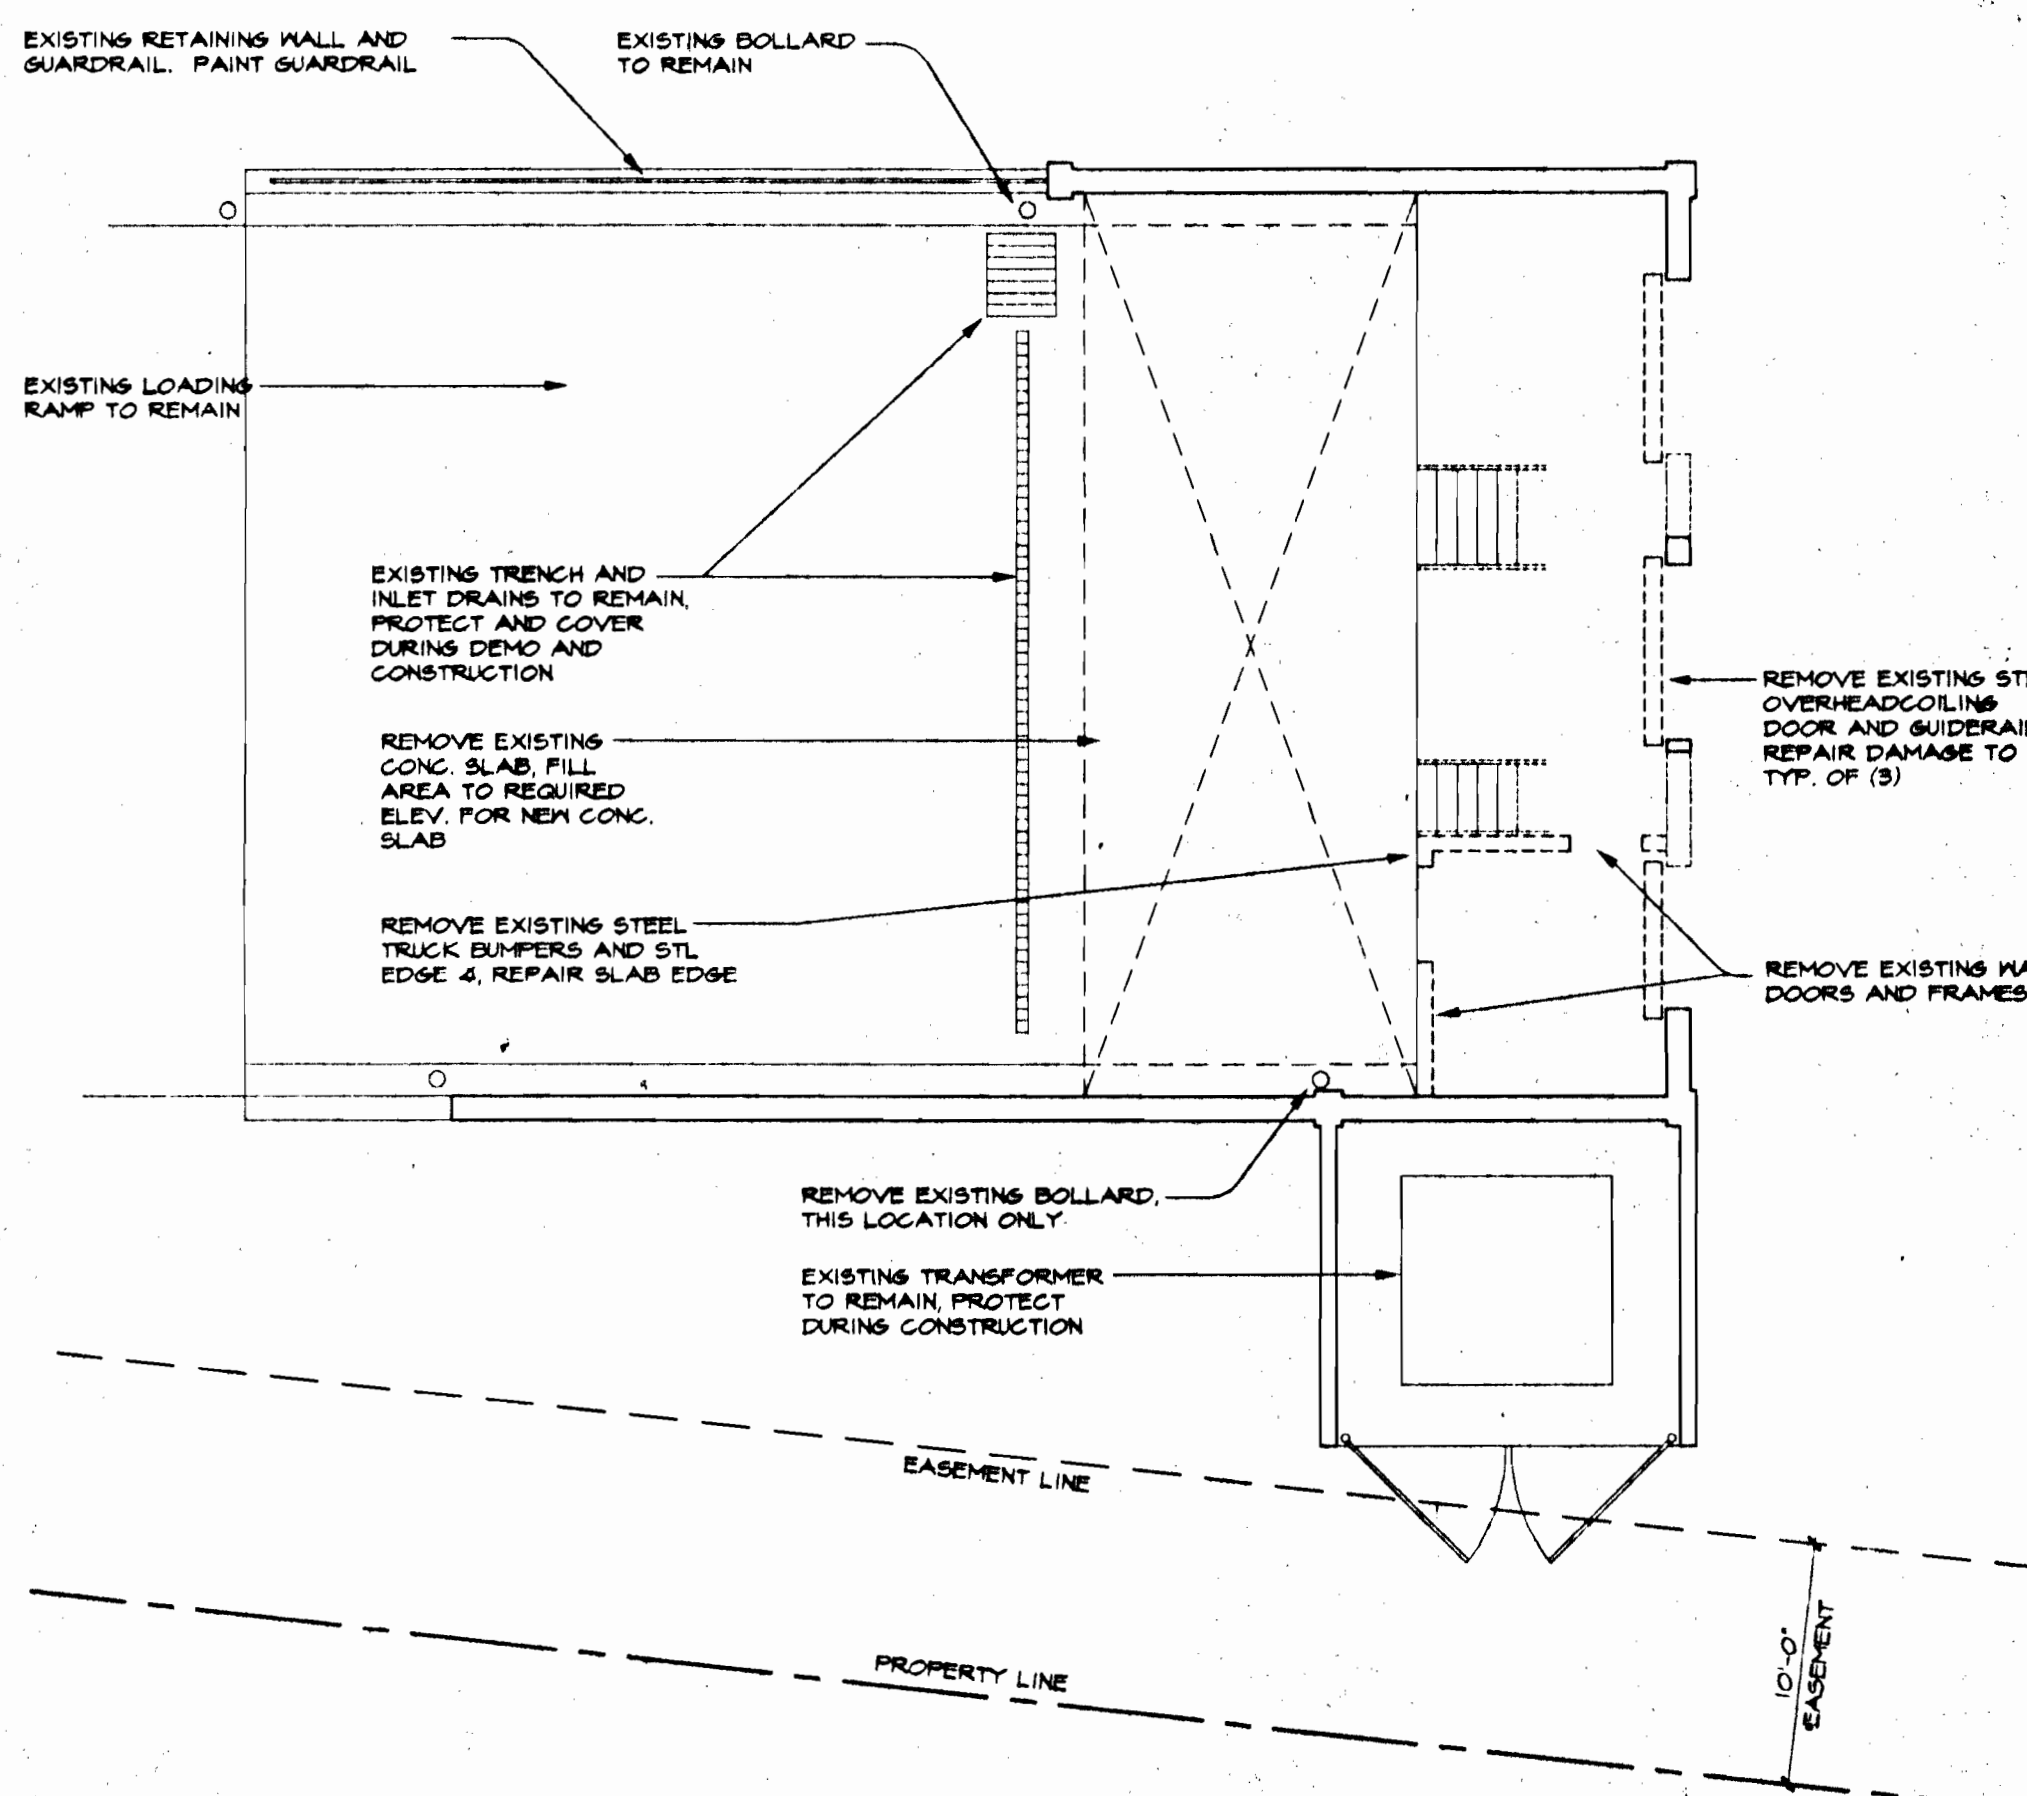 EXISTING RETAINING WALL AND
GUARDRAIL. PAINT GUARDRAIL
EXISTING BOLLARD
TO REMAIN
EXISTING LOADING
RAMP TO REMAIN
EXISTING TRENCH AND
INLET DRAINS TO REMAIN,
PROTECT AND COVER
DURING DEMO AND
CONSTRUCTION
REMOVE EXISTING
CONC. SLAB, FILL
AREA TO REQUIRED
ELEV. FOR NEW CONC.
SLAB
REMOVE EXISTING STEEL
TRUCK BUMPERS AND STL
EDGE ∠, REPAIR SLAB EDGE
REMOVE EXISTING
OVERHEADCOILING
DOOR AND
REPAIR DAMAGE TO
TYP. OF (3)
REMOVE EXISTING
DOORS AND FRAMES
REMOVE EXISTING BOLLARD,
THIS LOCATION ONLY
EXISTING TRANSFORMER
TO REMAIN, PROTECT
DURING CONSTRUCTION
EASEMENT LINE
PROPERTY LINE
10'-0"
EASEMENT